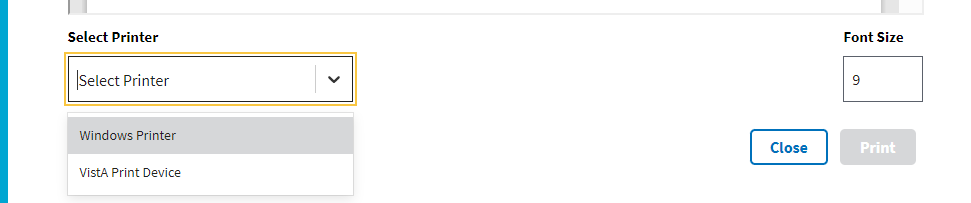 Select Printer Font Size
Select Printer 9
Windows Printer
Close Print
VistA Print Device